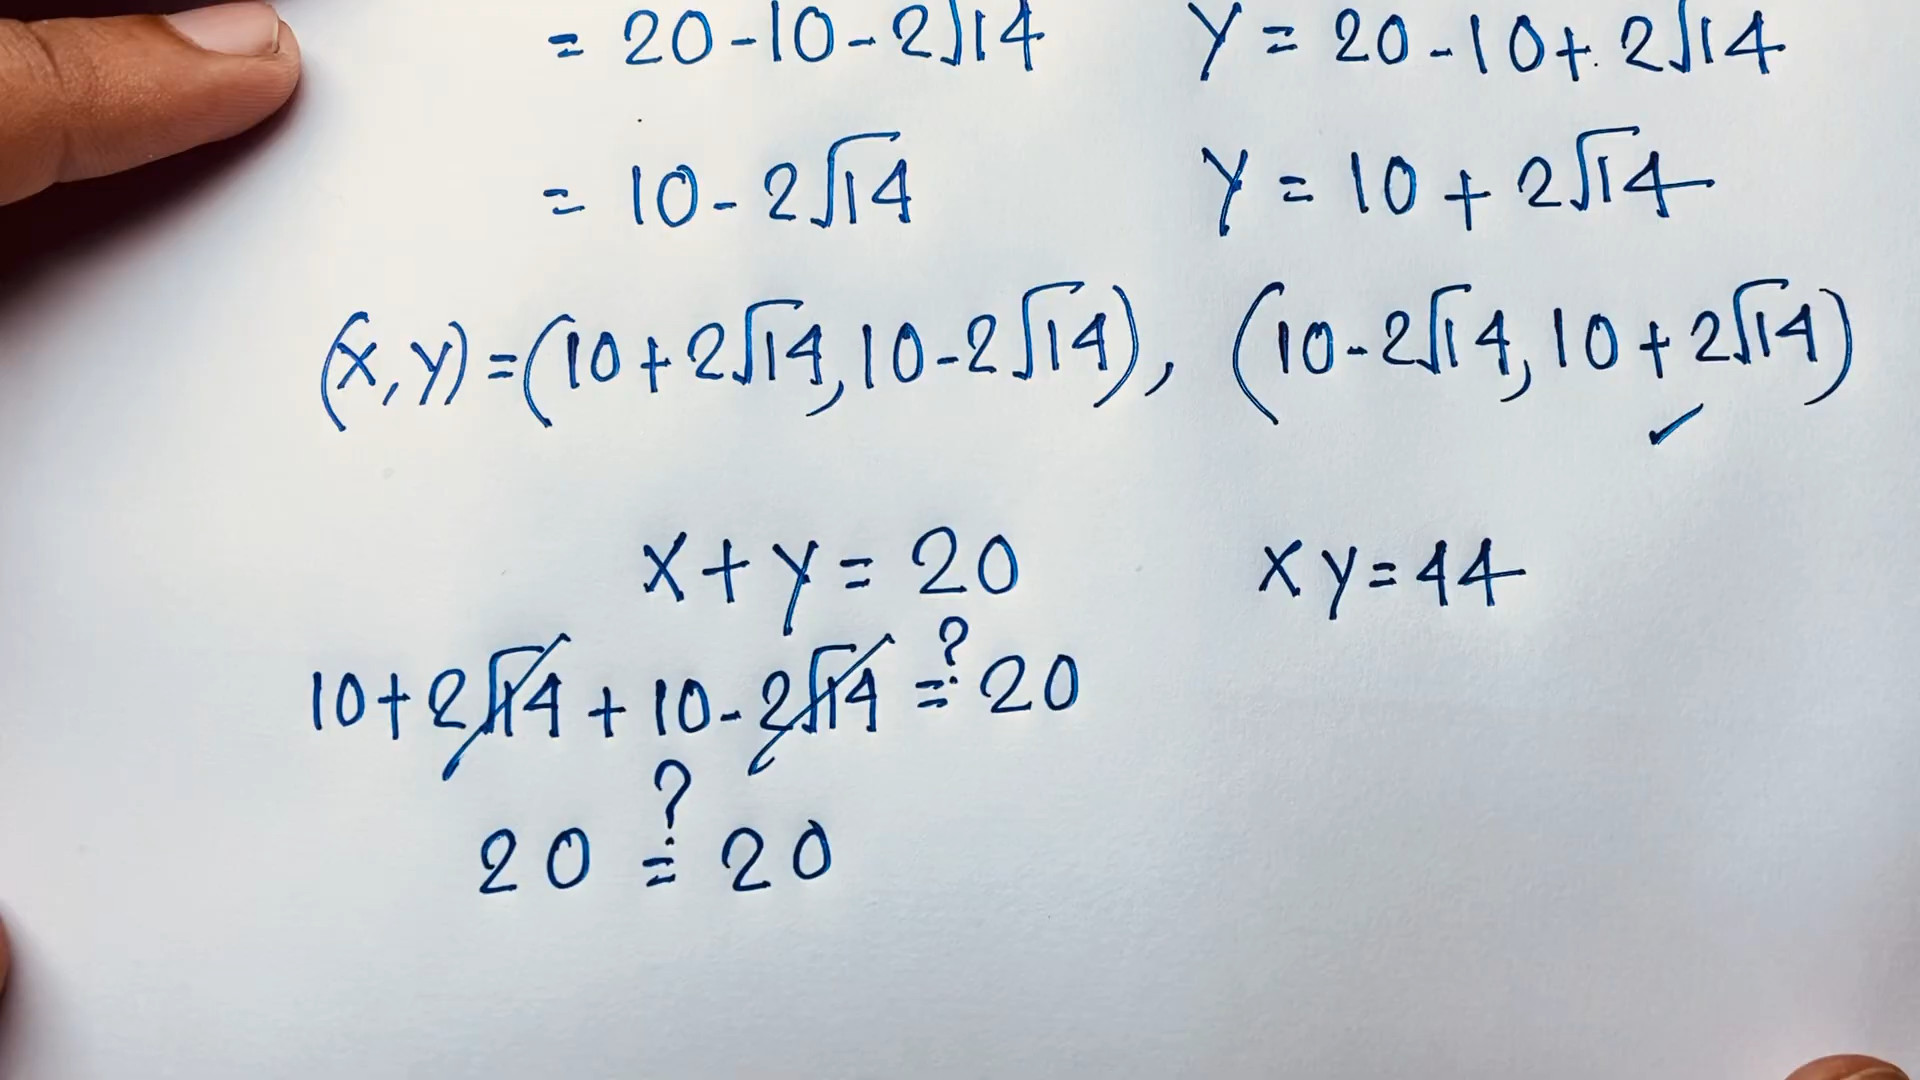 = 20-10-2√14 Y = 20-10+2√14
= 10-2√14 Y = 10+2√14
(x,y)=(10+2√14,10-2√14), (10-2√14,10+2√14) ✓
x+y=20 xy=44
10+2√14+10-2√14 ≟ 20
20 ≟ 20